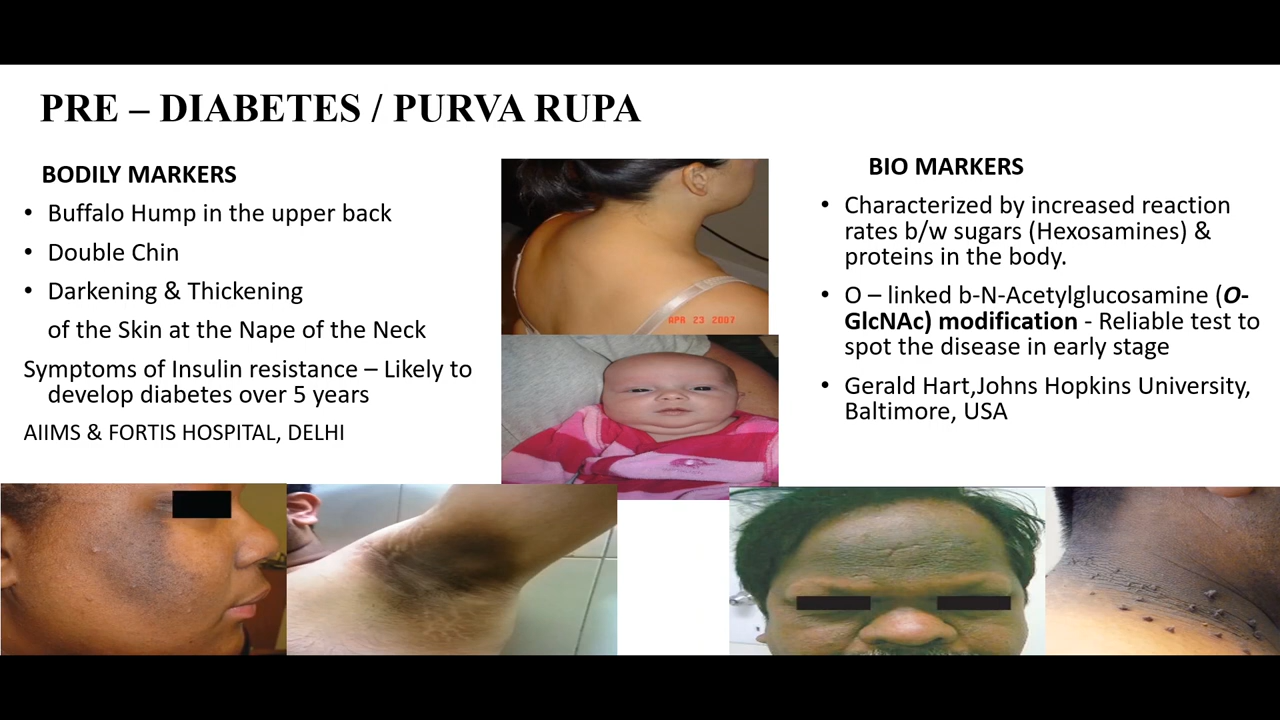 PRE – DIABETES / PURVA RUPA
BODILY MARKERS
• Buffalo Hump in the upper back
• Double Chin
• Darkening & Thickening
of the Skin at the Nape of the Neck
Symptoms of Insulin resistance – Likely to
develop diabetes over 5 years
AIIMS & FORTIS HOSPITAL, DELHI
APR 23 2007
BIO MARKERS
• Characterized by increased reaction
rates b/w sugars (Hexosamines) &
proteins in the body.
• O – linked b-N-Acetylglucosamine (O-
GlcNAc) modification - Reliable test to
spot the disease in early stage
• Gerald Hart,Johns Hopkins University,
Baltimore, USA